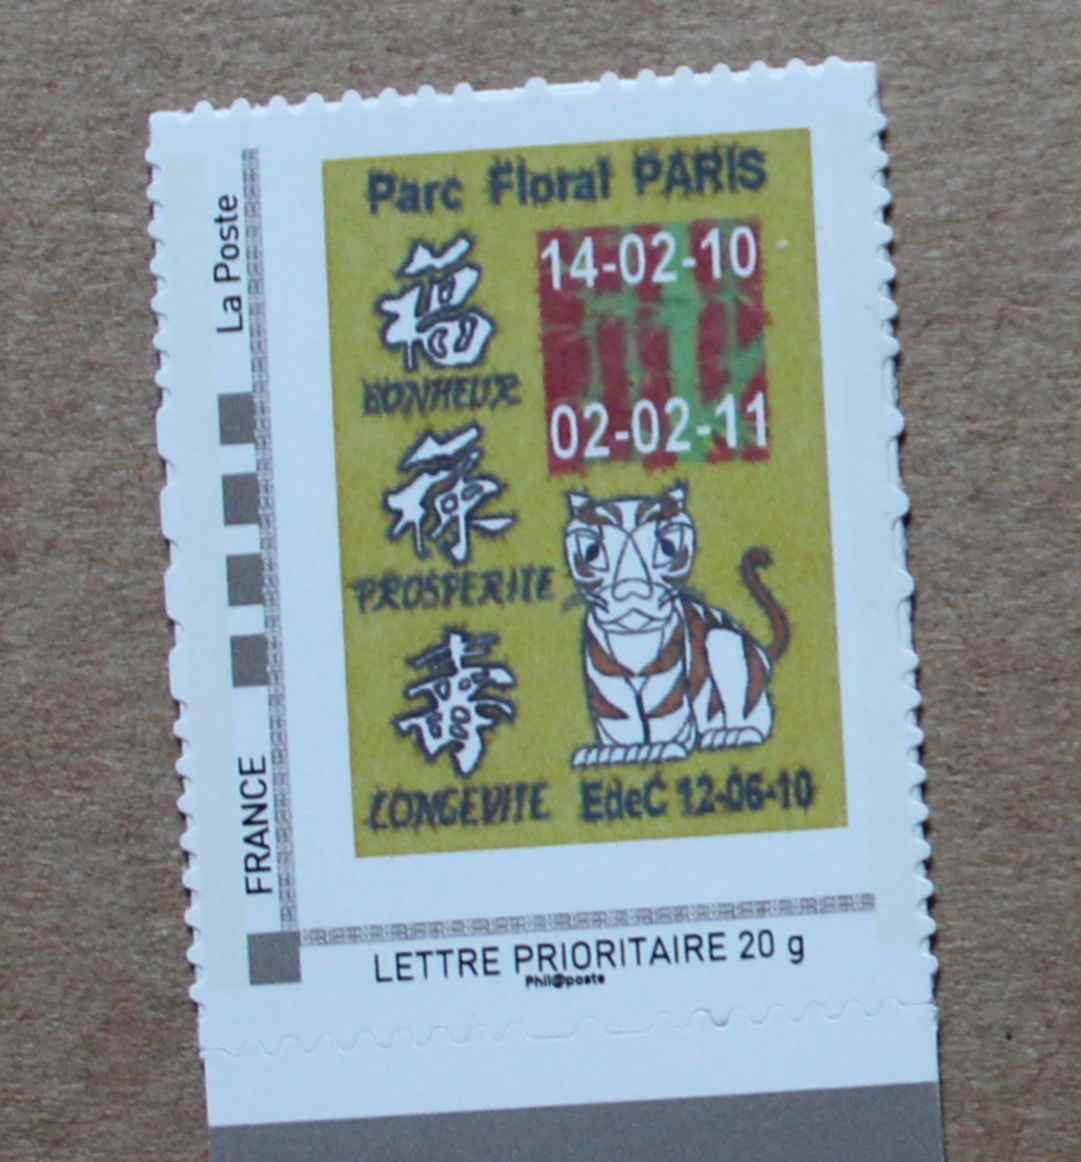 Parc Floral PARIS
14-02-10
福
BONHEUR
02-02-11
祿
PROSPERITE
壽
LONGEVITE
EdeC 12-06-10
La Poste
FRANCE
LETTRE PRIORITAIRE 20 g
Phil@poste